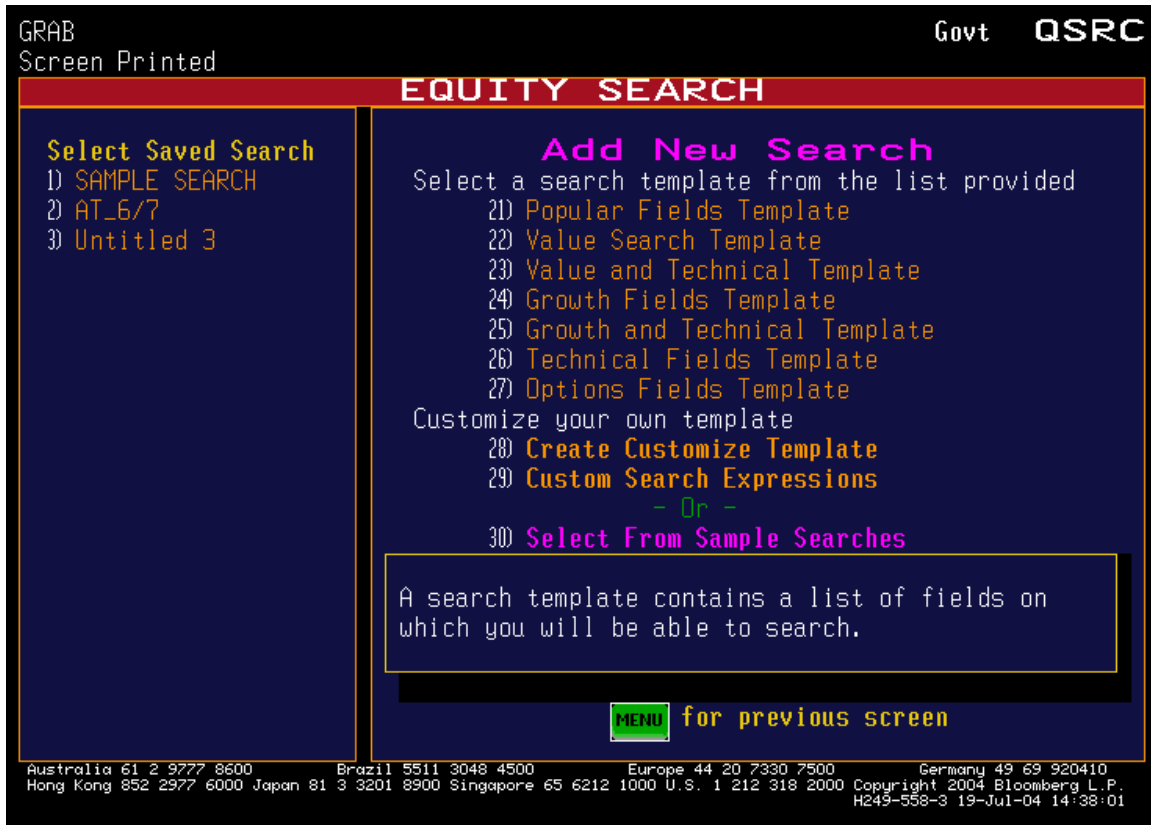 GRAB Govt QSRC
Screen Printed
EQUITY SEARCH
Select Saved Search
1) SAMPLE SEARCH
2) AT_6/7
3) Untitled 3
Add New Search
Select a search template from the list provided
21) Popular Fields Template
22) Value Search Template
23) Value and Technical Template
24) Growth Fields Template
25) Growth and Technical Template
26) Technical Fields Template
27) Options Fields Template
Customize your own template
28) Create Customize Template
29) Custom Search Expressions
- Or -
30) Select From Sample Searches
A search template contains a list of fields on
which you will be able to search.
MENU for previous screen
Australia 61 2 9777 8600 Brazil 5511 3048 4500 Europe 44 20 7330 7500 Germany 49 69 920410
Hong Kong 852 2977 6000 Japan 81 3 3201 8900 Singapore 65 6212 1000 U.S. 1 212 318 2000 Copyright 2004 Bloomberg L.P.
H249-558-3 19-Jul-04 14:38:01